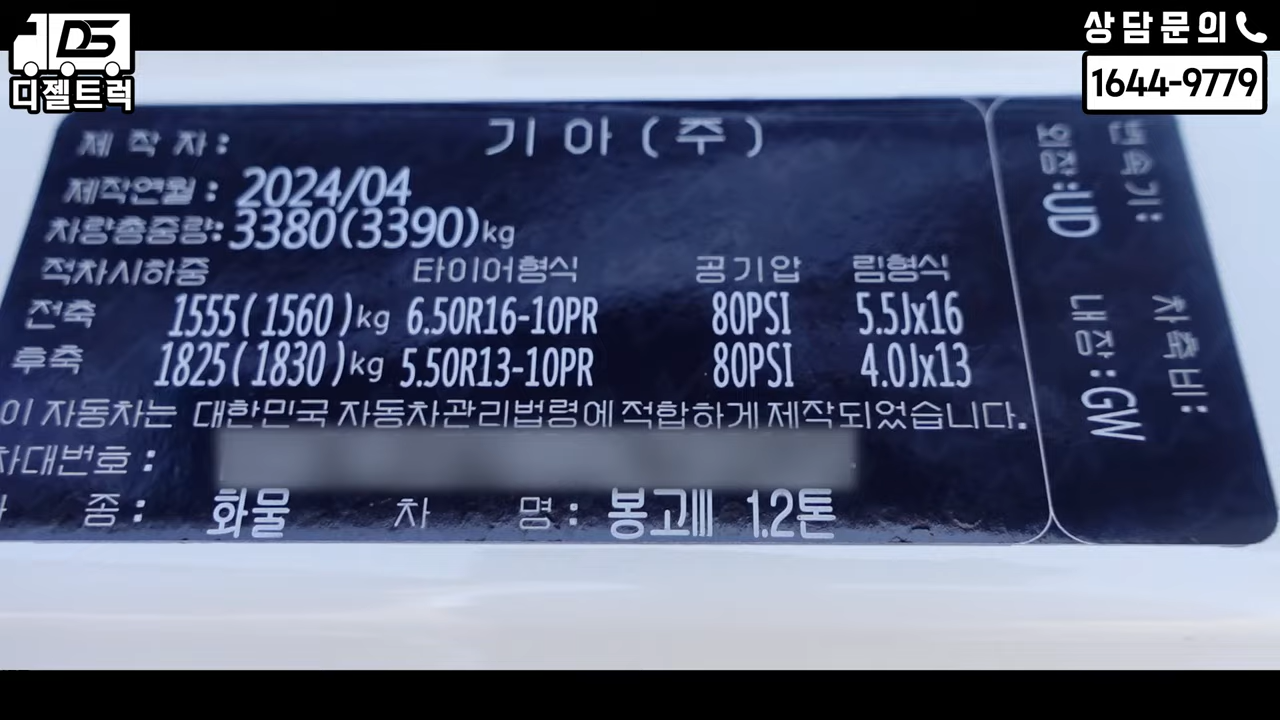 DS
디젤트럭
상담문의
1644-9779
제 작 자 : 기 아 ( 주 )
제작연월 : 2024/04
차량총중량: 3380(3390)kg
적차시하중 타이어형식 공기압 림형식
전축 1555(1560)kg 6.50R16-10PR 80PSI 5.5Jx16
후축 1825(1830)kg 5.50R13-10PR 80PSI 4.0Jx13
이 자동차는 대한민국 자동차관리법령에 적합하게 제작되었습니다.
차대번호 :
종 : 화물 차 명 : 봉고Ⅲ 1.2톤
변속기:
외장:UD
차축비:
내장:GW